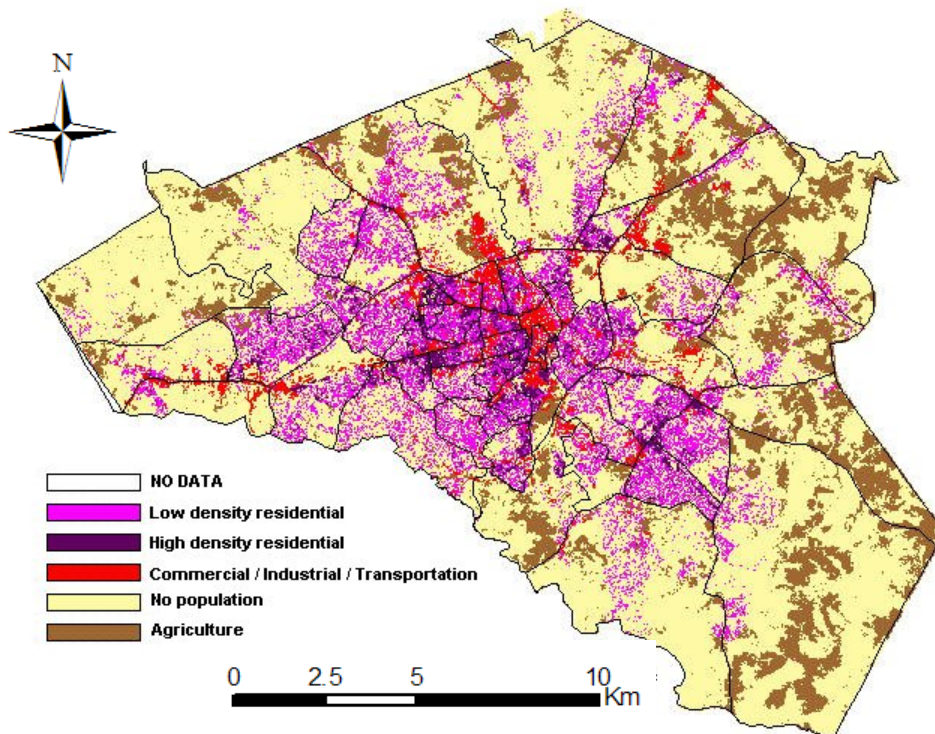 N
NO DATA
Low density residential
High density residential
Commercial / Industrial / Transportation
No population
Agriculture
0 2.5 5 10
Km